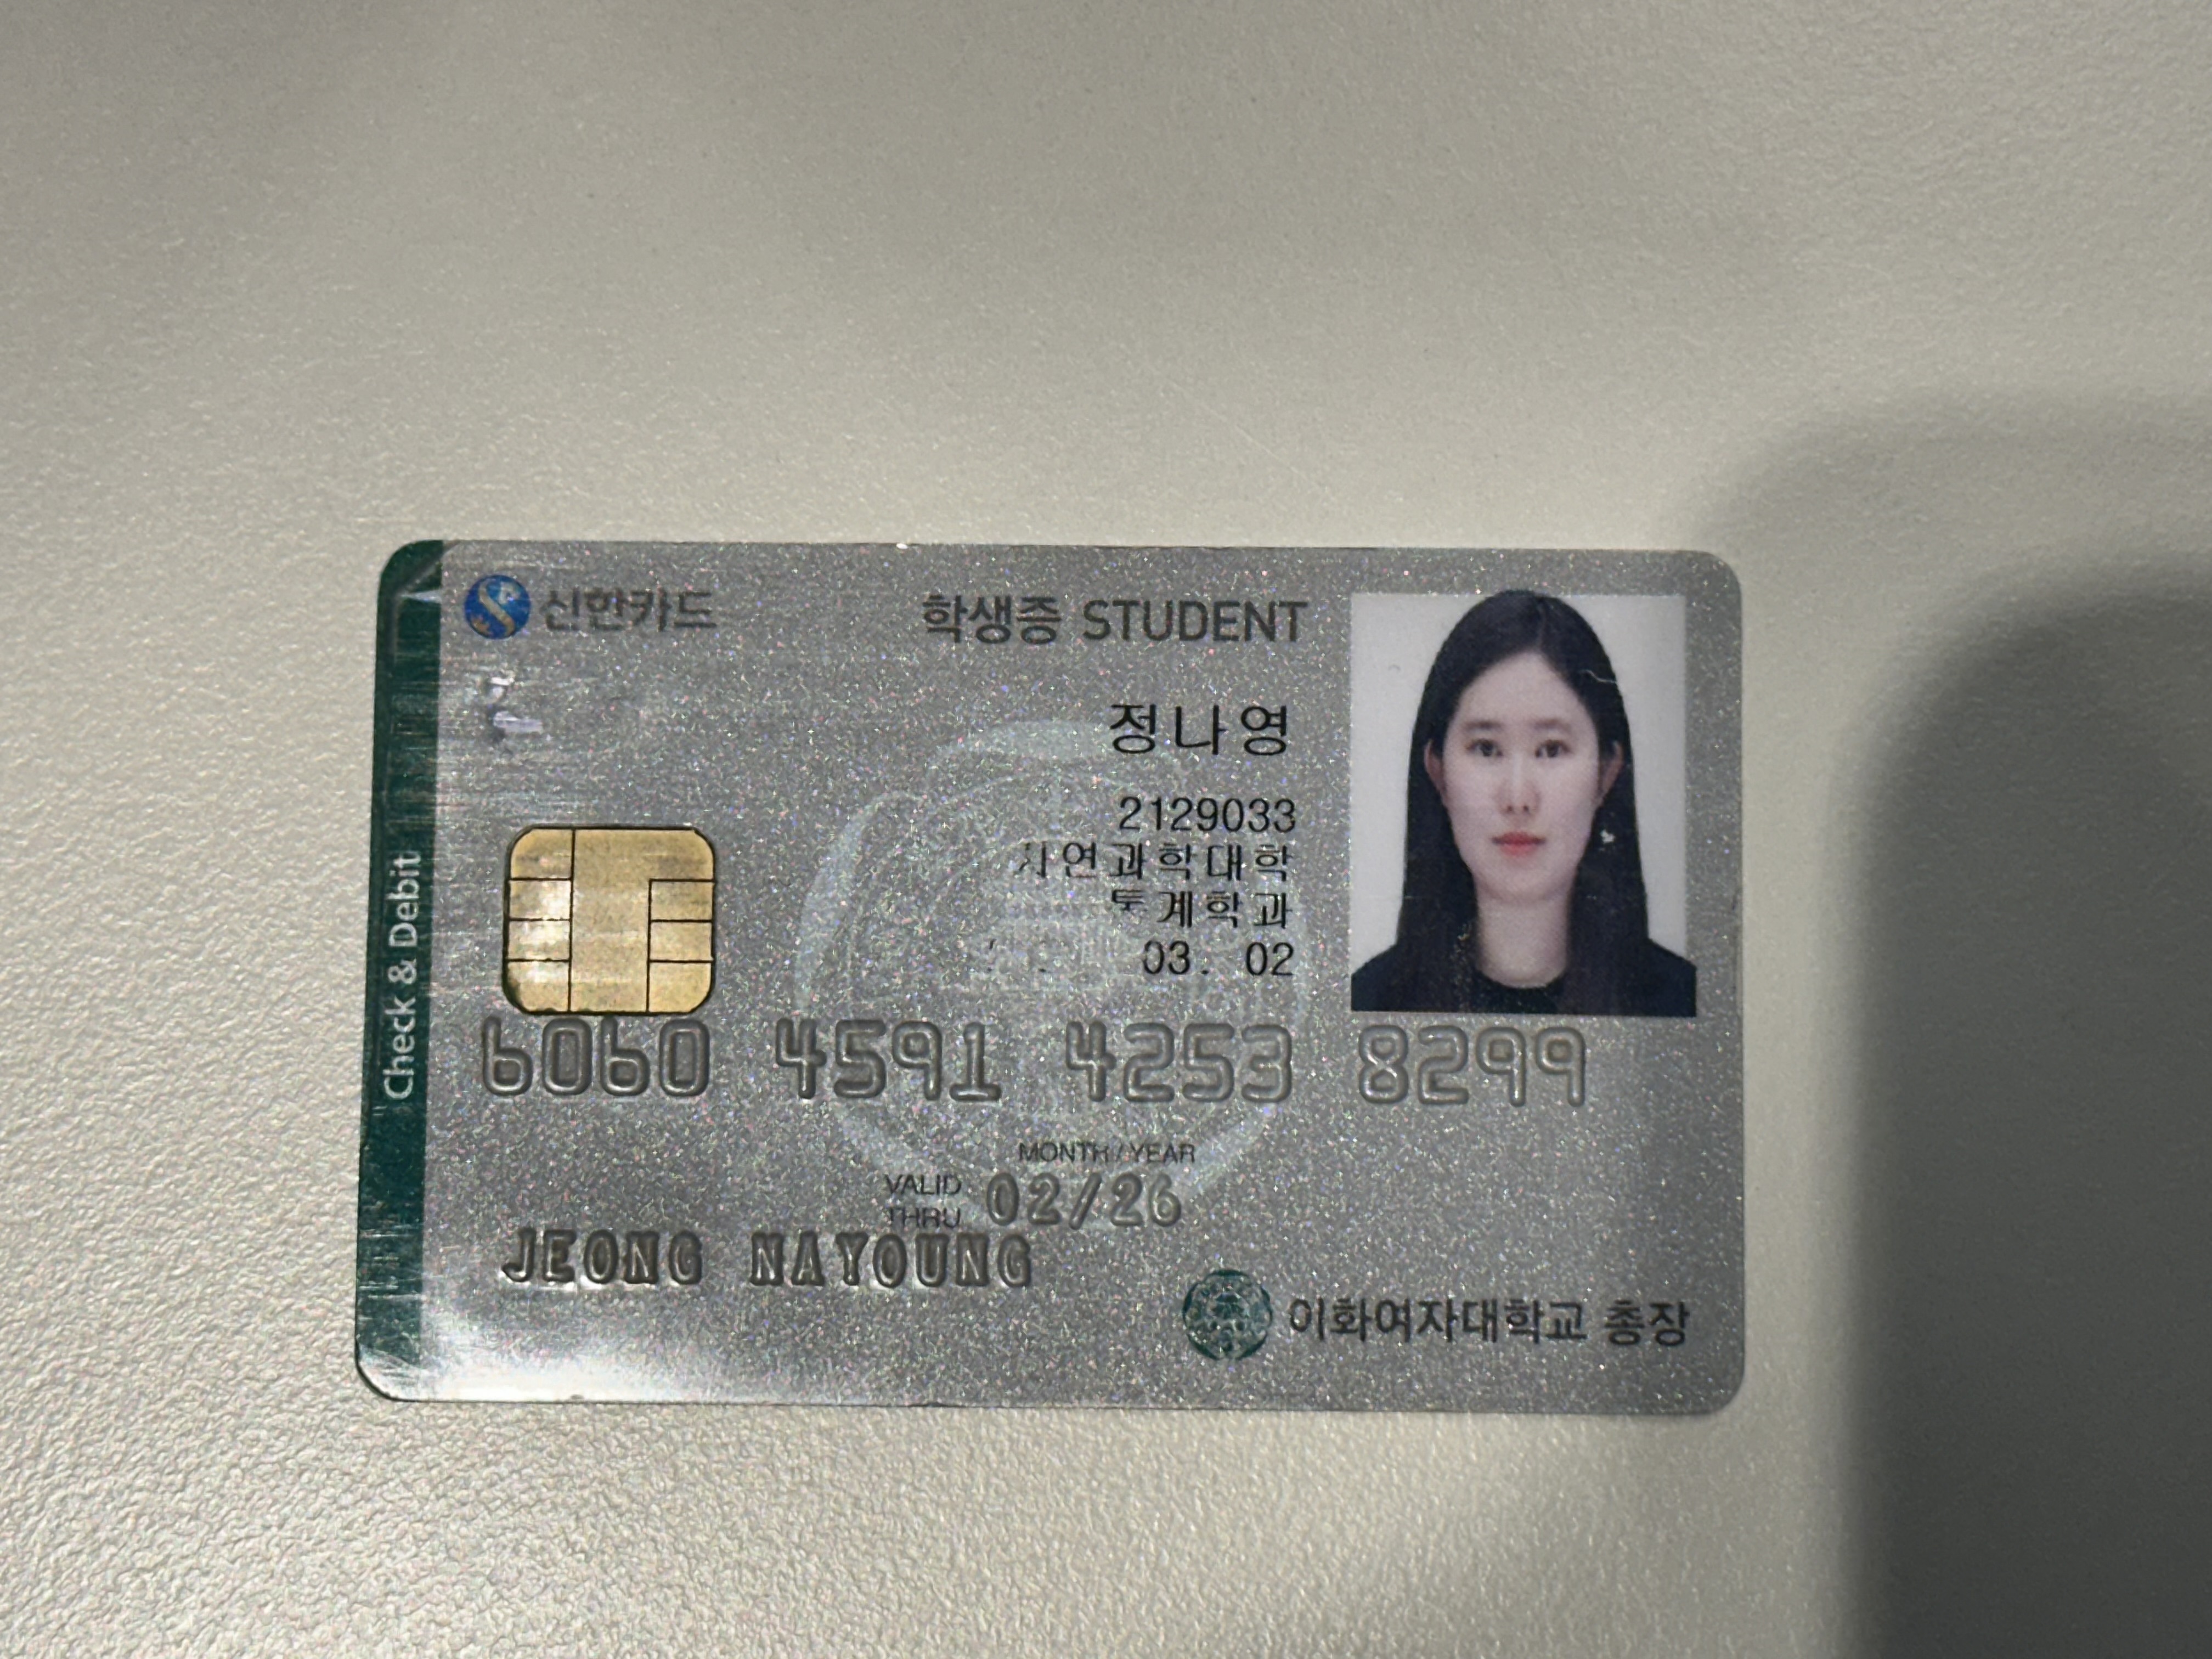 신한카드
학생증 STUDENT
정나영
2129033
자연과학대학
통계학과
03. 02
Check & Debit
6060 4591 4253 8299
MONTH / YEAR
VALID THRU 02/26
JEONG NAYOUNG
이화여자대학교 총장